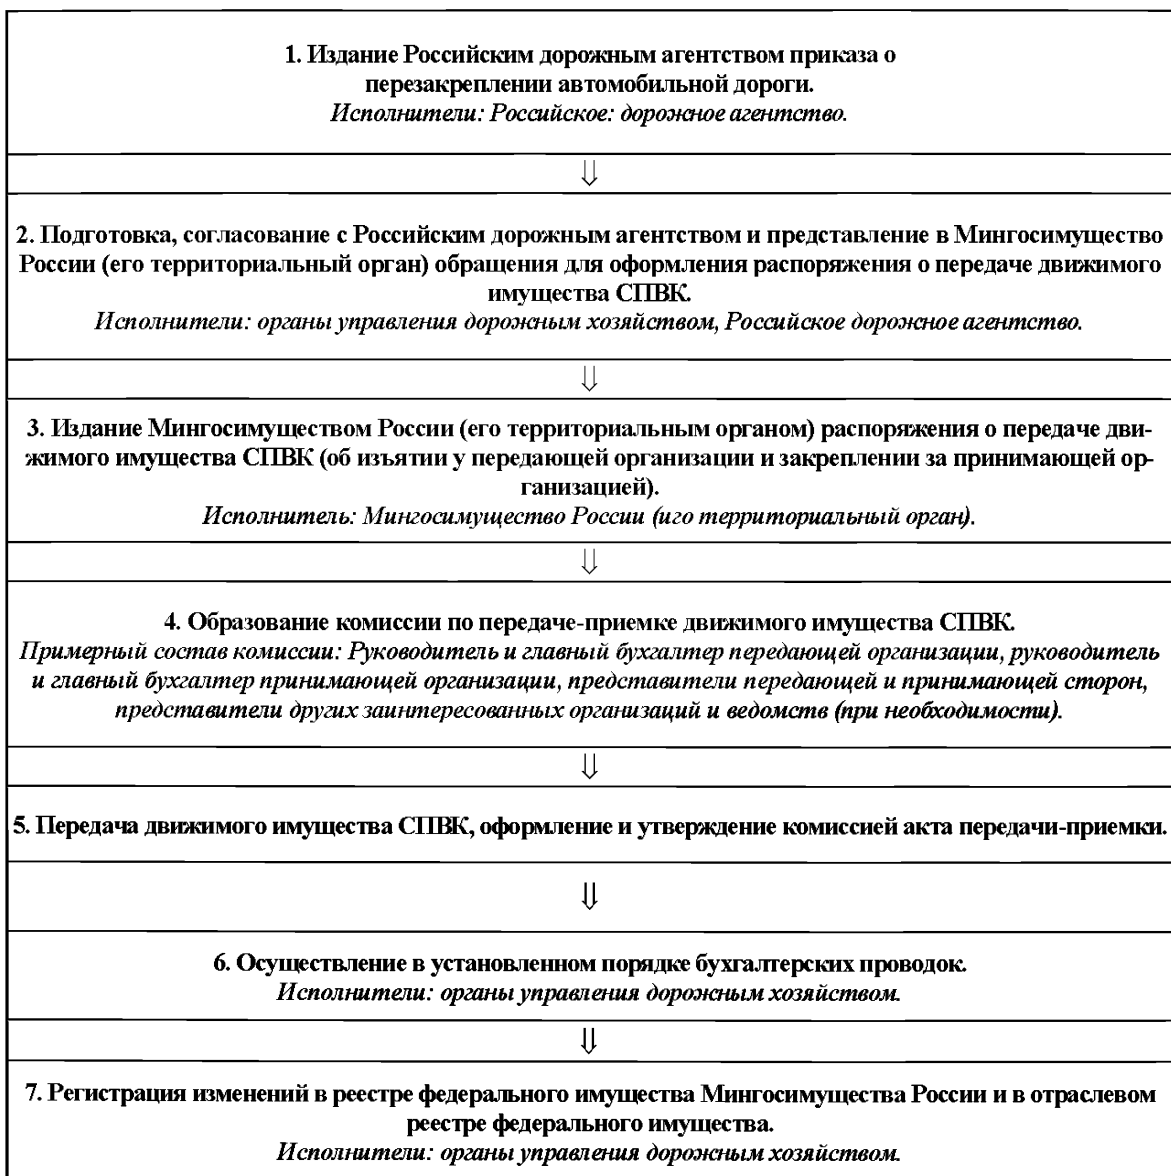 1. Издание Российским дорожным агентством приказа о
перезакреплении автомобильной дороги.
Исполнители: Российское: дорожное агентство.
⇓
2. Подготовка, согласование с Российским дорожным агентством и представление в Мингосимущество
России (его территориальный орган) обращения для оформления распоряжения о передаче движимого
имущества СПВК.
Исполнители: органы управления дорожным хозяйством, Российское дорожное агентство.
⇓
3. Издание Мингосимуществом России (его территориальным органом) распоряжения о передаче дви-
жимого имущества СПВК (об изъятии у передающей организации и закреплении за принимающей ор-
ганизацией).
Исполнитель: Мингосимущество России (иго территориальный орган).
⇓
4. Образование комиссии по передаче-приемке движимого имущества СПВК.
Примерный состав комиссии: Руководитель и главный бухгалтер передающей организации, руководитель
и главный бухгалтер принимающей организации, представители передающей и принимающей сторон,
представители других заинтересованных организаций и ведомств (при необходимости).
⇓
5. Передача движимого имущества СПВК, оформление и утверждение комиссией акта передачи-приемки.
⇓
6. Осуществление в установленном порядке бухгалтерских проводок.
Исполнители: органы управления дорожным хозяйством.
⇓
7. Регистрация изменений в реестре федерального имущества Мингосимущества России и в отраслевом
реестре федерального имущества.
Исполнители: органы управления дорожным хозяйством.